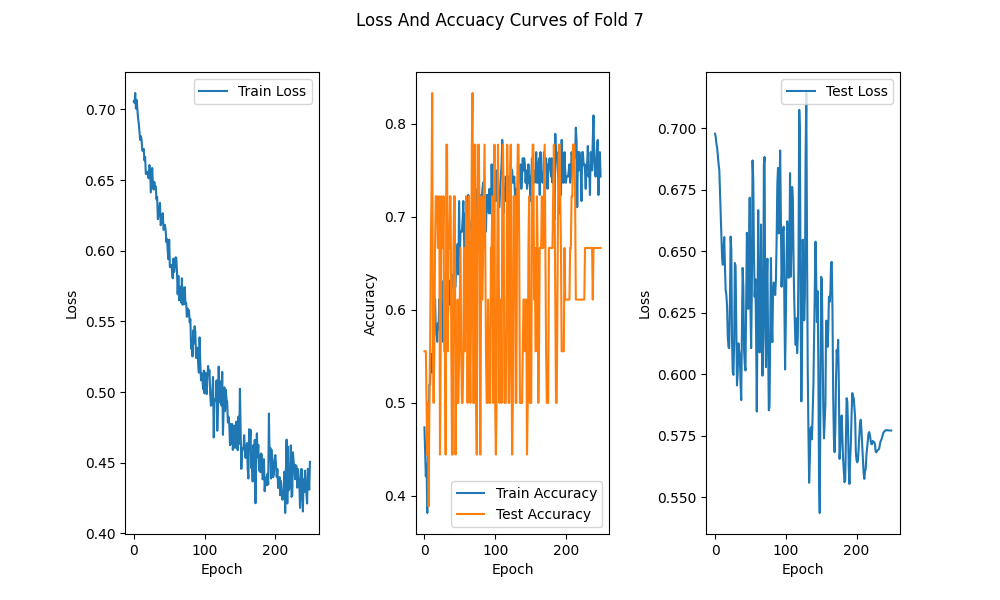 Loss And Accuacy Curves of Fold 7
Loss
0.70
0.65
0.60
0.55
0.50
0.45
0.40
0
100
200
Epoch
Train Loss
Accuracy
0.8
0.7
0.6
0.5
0.4
0
100
200
Epoch
Train Accuracy
Test Accuracy
Loss
0.700
0.675
0.650
0.625
0.600
0.575
0.550
0
100
200
Epoch
Test Loss